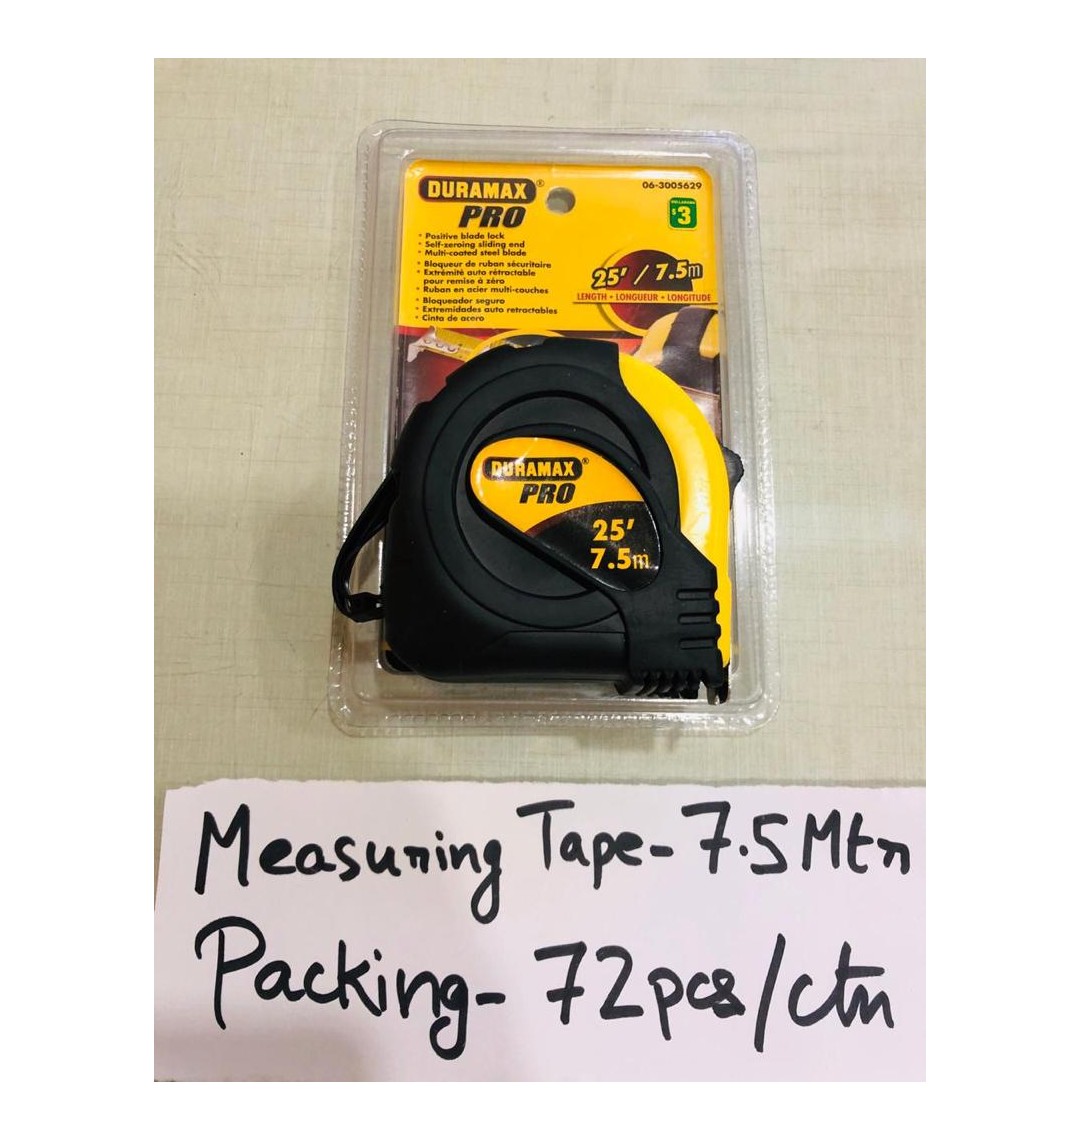 DURAMAX®
PRO
06-3005629
$3
• Positive blade lock
• Self-zeroing sliding end
• Multi-coated steel blade
• Bloqueur de ruban sécuritaire
• Extrémité auto rétractable
pour remise à zéro
• Ruban en acier multi-couches
• Bloqueador seguro
• Extremidades auto retractables
• Cinta de acero
25' / 7.5m
LENGTH • LONGUEUR • LONGITUDE
DURAMAX®
PRO
25'
7.5m
Measuring Tape- 7.5 Mtr
Packing- 72pcs/ctn